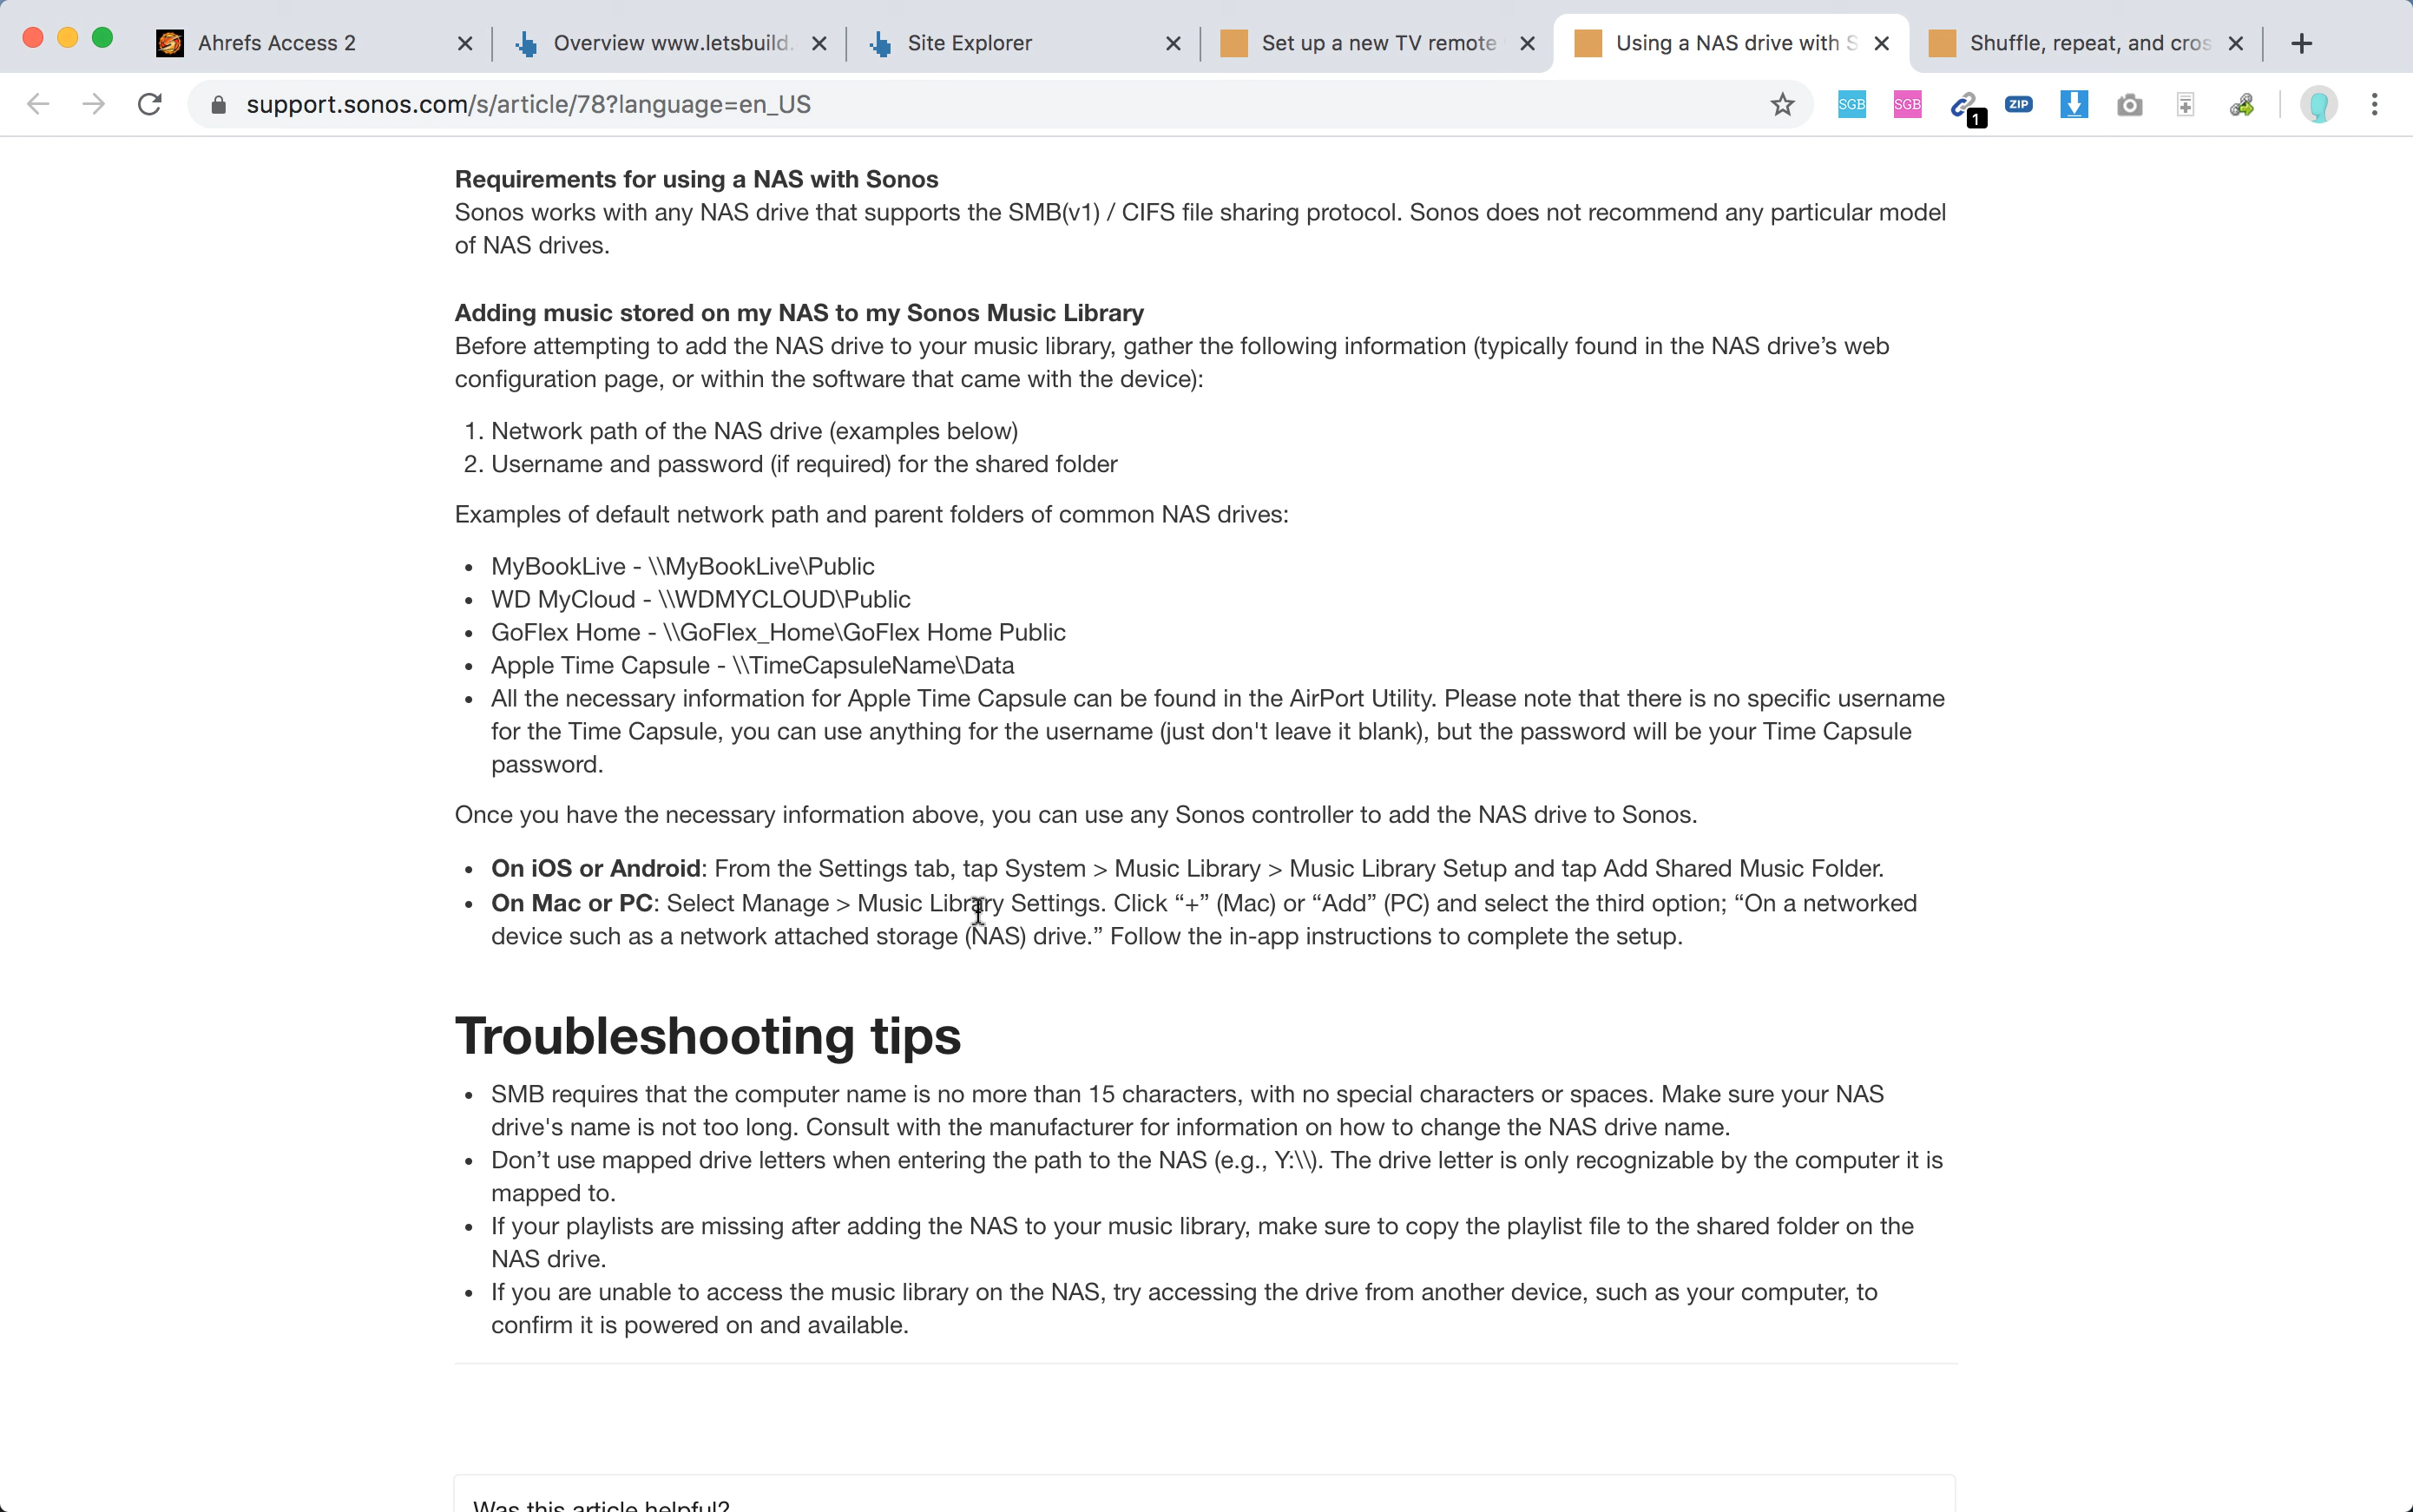 Ahrefs Access 2
Overview www.letsbuild.
Site Explorer
Set up a new TV remote
Using a NAS drive with S
Shuffle, repeat, and cros
support.sonos.com/s/article/78?language=en_US
SGB
SGB
1
ZIP
Requirements for using a NAS with Sonos
Sonos works with any NAS drive that supports the SMB(v1) / CIFS file sharing protocol. Sonos does not recommend any particular model
of NAS drives.
Adding music stored on my NAS to my Sonos Music Library
Before attempting to add the NAS drive to your music library, gather the following information (typically found in the NAS drive’s web
configuration page, or within the software that came with the device):
1. Network path of the NAS drive (examples below)
2. Username and password (if required) for the shared folder
Examples of default network path and parent folders of common NAS drives:
• MyBookLive - \\MyBookLive\Public
• WD MyCloud - \\WDMYCLOUD\Public
• GoFlex Home - \\GoFlex_Home\GoFlex Home Public
• Apple Time Capsule - \\TimeCapsuleName\Data
• All the necessary information for Apple Time Capsule can be found in the AirPort Utility. Please note that there is no specific username
for the Time Capsule, you can use anything for the username (just don't leave it blank), but the password will be your Time Capsule
password.
Once you have the necessary information above, you can use any Sonos controller to add the NAS drive to Sonos.
• On iOS or Android: From the Settings tab, tap System > Music Library > Music Library Setup and tap Add Shared Music Folder.
• On Mac or PC: Select Manage > Music Library Settings. Click “+” (Mac) or “Add” (PC) and select the third option; “On a networked
device such as a network attached storage (NAS) drive.” Follow the in-app instructions to complete the setup.
Troubleshooting tips
• SMB requires that the computer name is no more than 15 characters, with no special characters or spaces. Make sure your NAS
drive's name is not too long. Consult with the manufacturer for information on how to change the NAS drive name.
• Don’t use mapped drive letters when entering the path to the NAS (e.g., Y:\\). The drive letter is only recognizable by the computer it is
mapped to.
• If your playlists are missing after adding the NAS to your music library, make sure to copy the playlist file to the shared folder on the
NAS drive.
• If you are unable to access the music library on the NAS, try accessing the drive from another device, such as your computer, to
confirm it is powered on and available.
Was this article helpful?